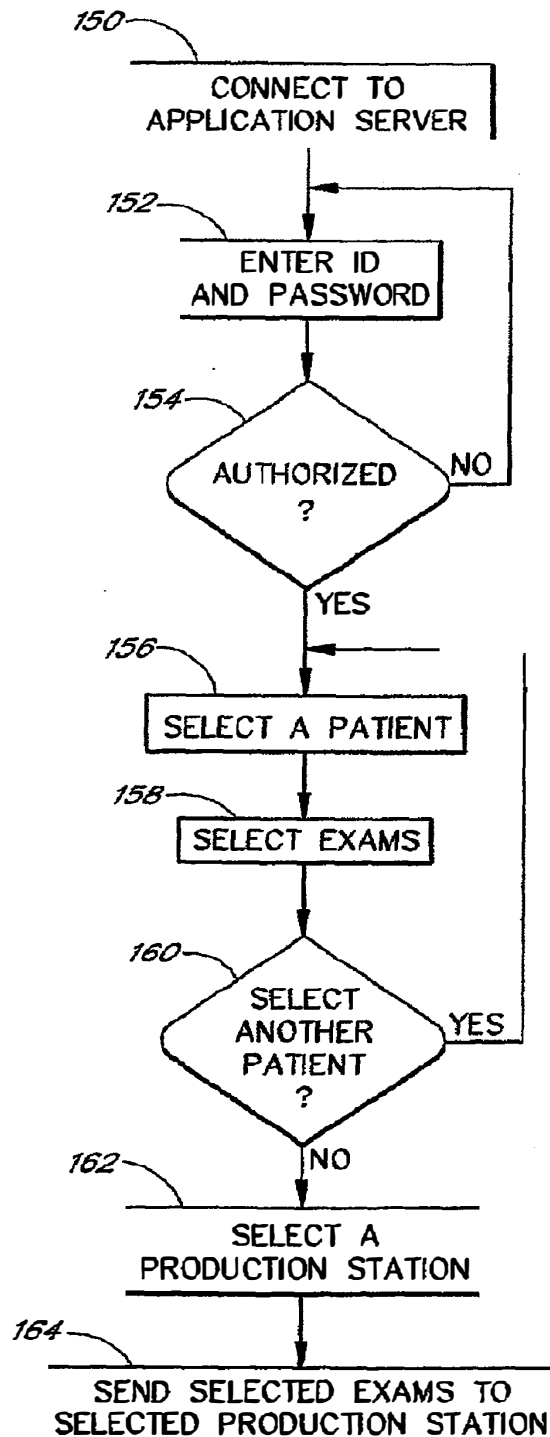 150
CONNECT TO
APPLICATION SERVER
152
ENTER ID
AND PASSWORD
154
AUTHORIZED
?
NO
YES
156
SELECT A PATIENT
158
SELECT EXAMS
160
SELECT
ANOTHER
PATIENT
?
YES
NO
162
SELECT A
PRODUCTION STATION
164
SEND SELECTED EXAMS TO
SELECTED PRODUCTION STATION